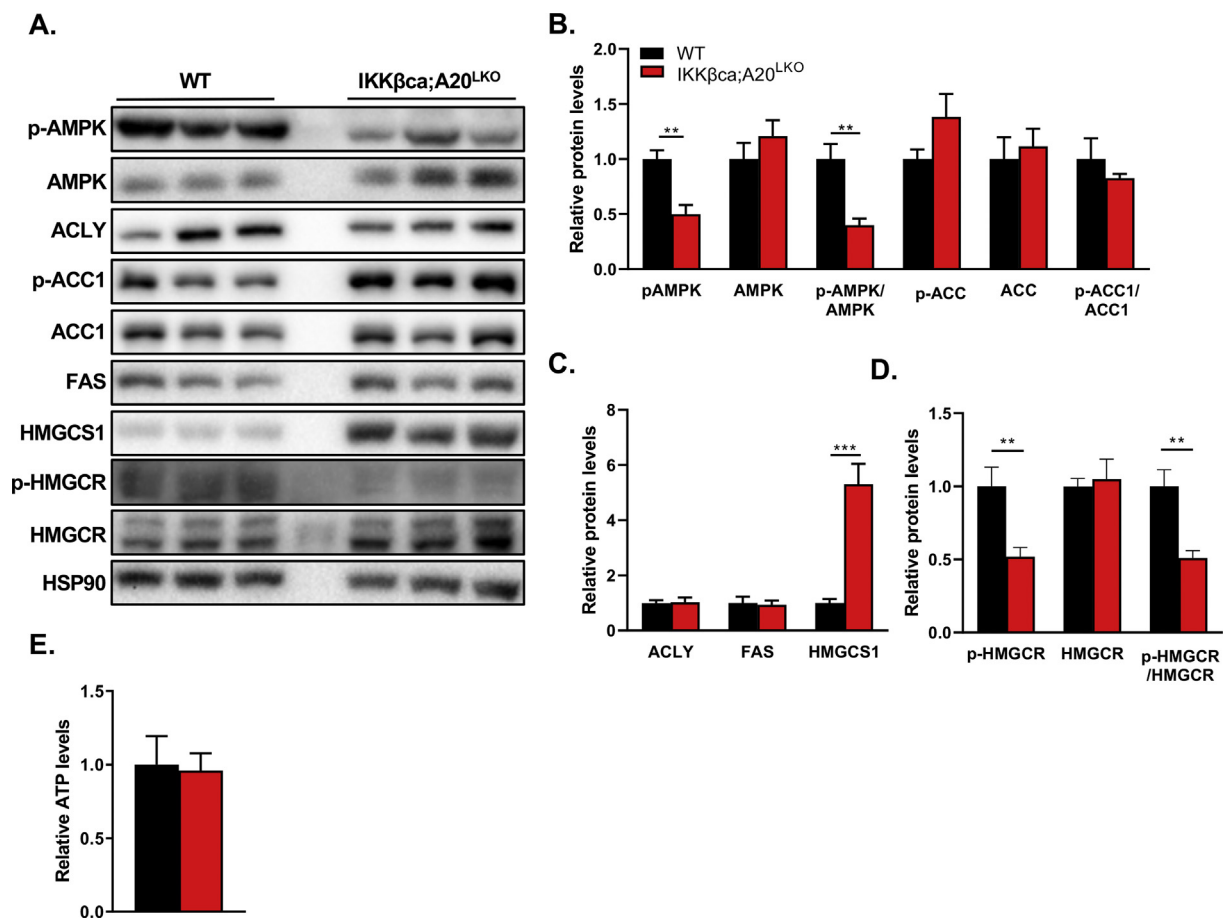 A.
WT IKKβca;A20LKO
p-AMPK
AMPK
ACLY
p-ACC1
ACC1
FAS
HMGCS1
p-HMGCR
HMGCR
HSP90
B.
WT
IKKβca;A20LKO
Relative protein levels
2.0
1.5
1.0
0.5
0.0
** **
pAMPK AMPK p-AMPK/ p-ACC ACC p-ACC1/
AMPK ACC1
C.
Relative protein levels
8
6
4
2
0
***
ACLY FAS HMGCS1
D.
Relative protein levels
1.5
1.0
0.5
0.0
** **
p-HMGCR HMGCR p-HMGCR
/HMGCR
E.
Relative ATP levels
1.5
1.0
0.5
0.0